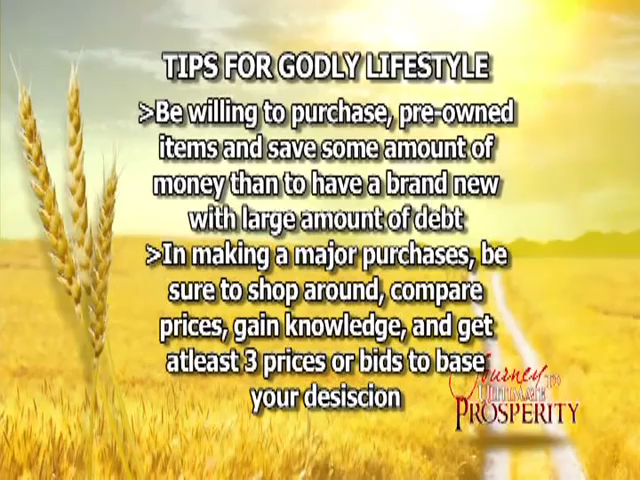 TIPS FOR GODLY LIFESTYLE
>Be willing to purchase, pre-owned
items and save some amount of
money than to have a brand new
with large amount of debt
>In making a major purchases, be
sure to shop around, compare
prices, gain knowledge, and get
atleast 3 prices or bids to base
your desiscion
Journey TO
ULTIMATE
PROSPERITY